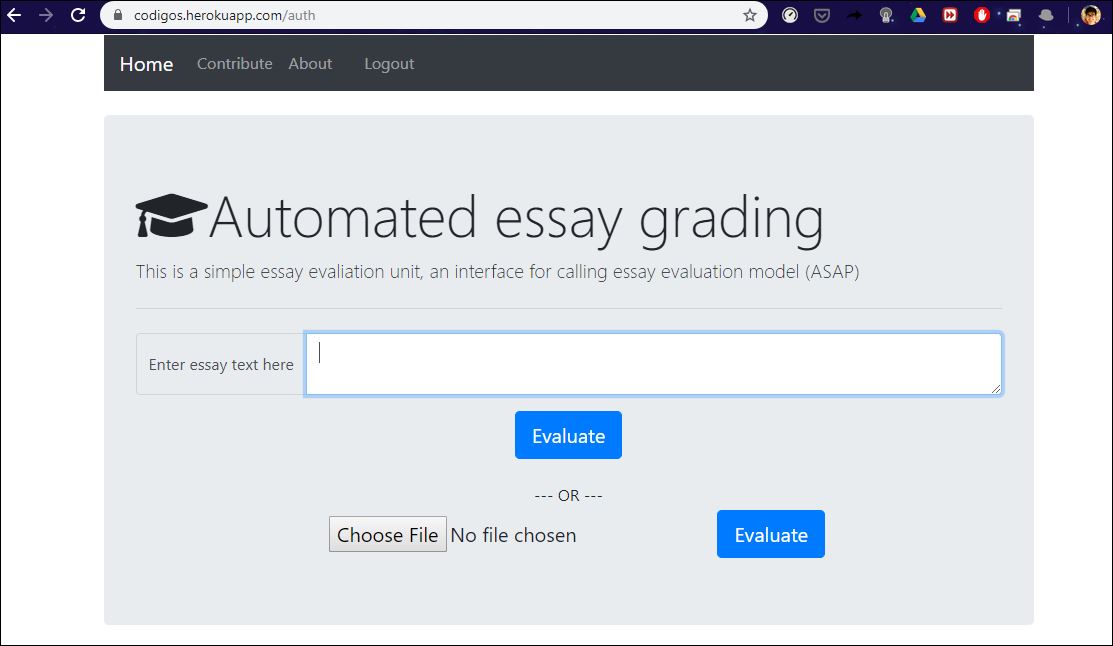 codigos.herokuapp.com/auth
Home Contribute About Logout
Automated essay grading
This is a simple essay evaliation unit, an interface for calling essay evaluation model (ASAP)
Enter essay text here
Evaluate
--- OR ---
Choose File No file chosen Evaluate